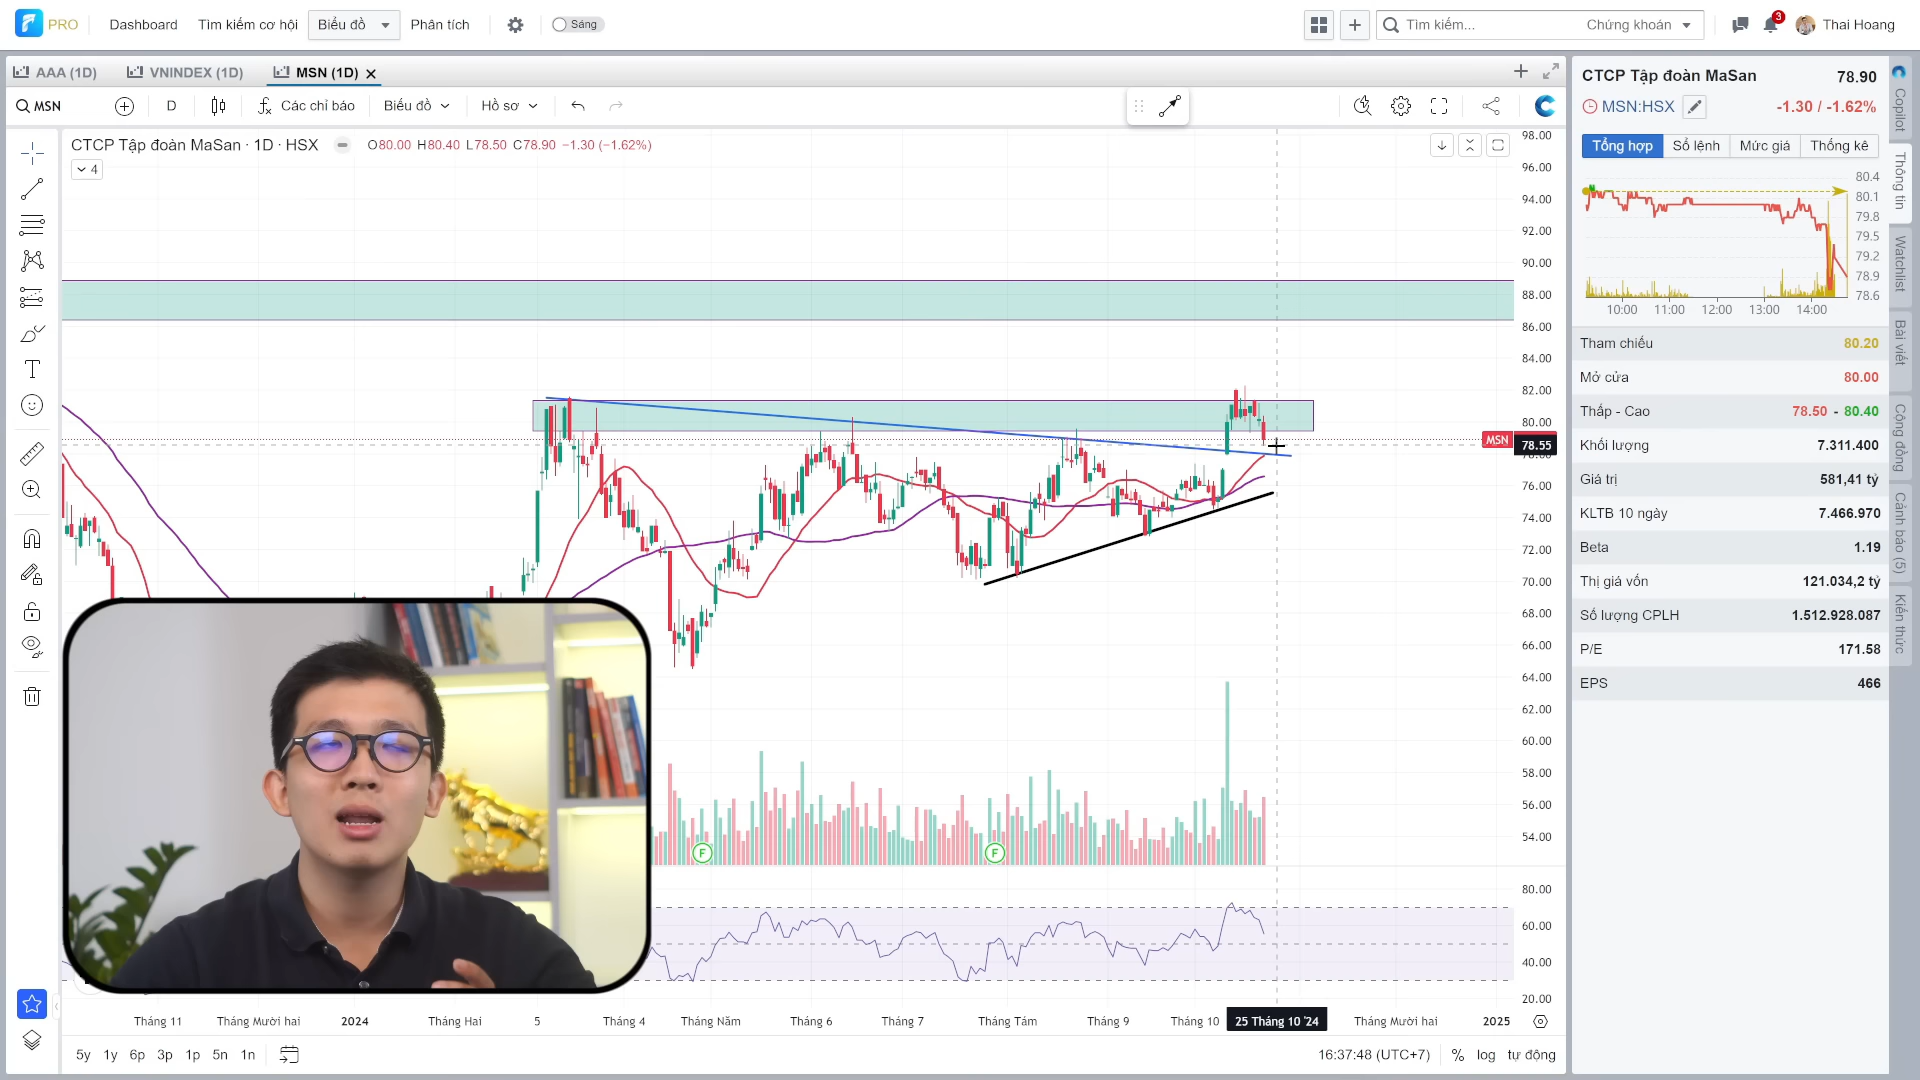 PRO Dashboard Tìm kiếm cơ hội Biểu đồ Phân tích Sáng Tìm kiếm... Chứng khoán 3 Thai Hoang
AAA (1D) VNINDEX (1D) MSN (1D)
MSN D Các chỉ báo Biểu đồ Hồ sơ
CTCP Tập đoàn MaSan · 1D · HSX O80.00 H80.40 L78.50 C78.90 −1.30 (−1.62%)
4
98.00
96.00
94.00
92.00
90.00
88.00
86.00
84.00
82.00
80.00
MSN
78.55
76.00
74.00
72.00
70.00
68.00
66.00
64.00
62.00
60.00
58.00
56.00
54.00
F F
80.00
60.00
40.00
20.00
Tháng 11 Tháng Mười hai 2024 Tháng Hai 5 Tháng 4 Tháng Năm Tháng 6 Tháng 7 Tháng Tám Tháng 9 Tháng 10 25 Tháng 10 '24 Tháng Mười hai 2025
5y 1y 6p 3p 1p 5n 1n 16:37:48 (UTC+7) % log tự động
CTCP Tập đoàn MaSan 78.90
MSN:HSX -1.30 / -1.62%
Tổng hợp Sổ lệnh Mức giá Thống kê
80.4
80.1
79.8
79.5
79.2
78.9
78.6
10:00 11:00 12:00 13:00 14:00
Tham chiếu 80.20
Mở cửa 80.00
Thấp - Cao 78.50 - 80.40
Khối lượng 7.311.400
Giá trị 581,41 tỷ
KLTB 10 ngày 7.466.970
Beta 1.19
Thị giá vốn 121.034,2 tỷ
Số lượng CPLH 1.512.928.087
P/E 171.58
EPS 466
Copilot
Thông tin
Watchlist
Bài viết
Cộng đồng
Cảnh báo (5)
Kiến thức